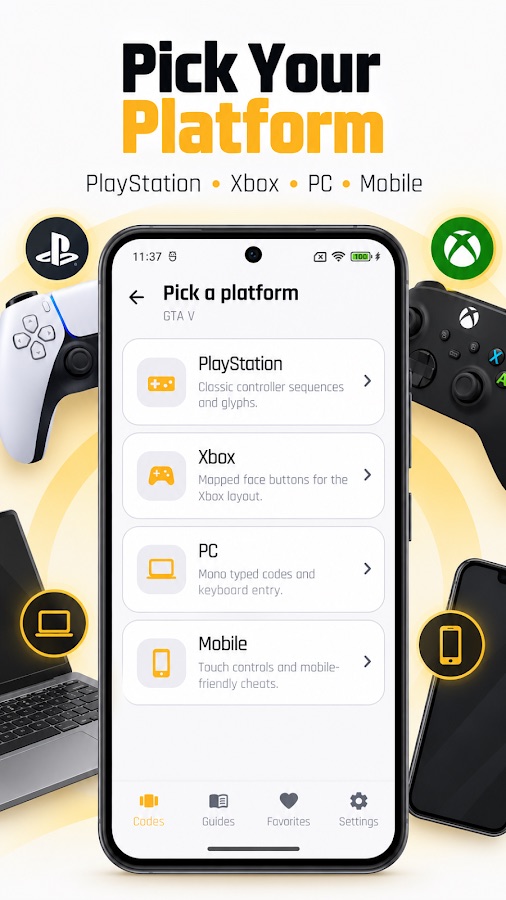 Pick Your
Platform
PlayStation • Xbox • PC • Mobile
11:37
100
Pick a platform
GTA V
PlayStation
Classic controller sequences
and glyphs.
Xbox
Mapped face buttons for the
Xbox layout.
PC
Mono typed codes and
keyboard entry.
Mobile
Touch controls and mobile-
friendly cheats.
X
A
Codes
Guides
Favorites
Settings